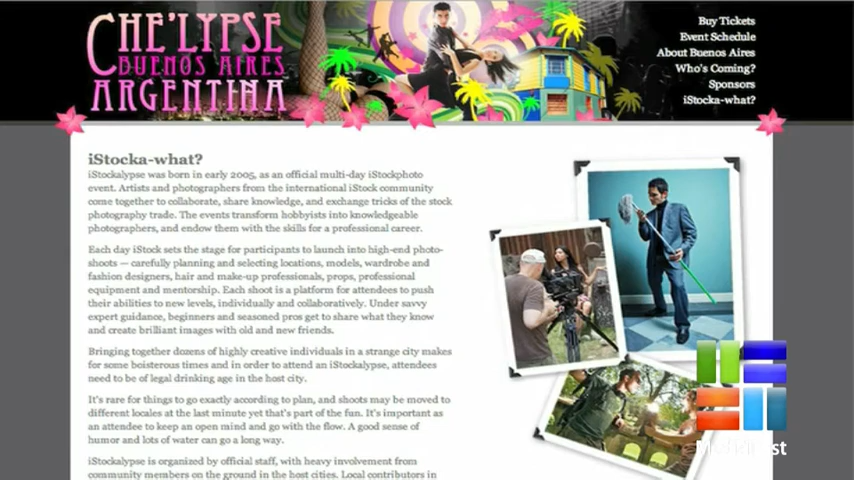 CHE'LYPSE
BUENOS AIRES
ARGENTINA
Buy Tickets
Event Schedule
About Buenos Aires
Who's Coming?
Sponsors
iStocka-what?
iStocka-what?
iStockalypse was born in early 2005, as an official multi-day iStockphoto
event. Artists and photographers from the international iStock community
come together to collaborate, share knowledge, and exchange tricks of the stock
photography trade. The events transform hobbyists into knowledgeable
photographers, and endow them with the skills for a professional career.
Each day iStock sets the stage for participants to launch into high-end photo-
shoots — carefully planning and selecting locations, models, wardrobe and
fashion designers, hair and make-up professionals, props, professional
equipment and mentorship. Each shoot is a platform for attendees to push
their abilities to new levels, individually and collaboratively. Under savvy
expert guidance, beginners and seasoned pros get to share what they know
and create brilliant images with old and new friends.
Bringing together dozens of highly creative individuals in a strange city makes
for some boisterous times and in order to attend an iStockalypse, attendees
need to be of legal drinking age in the host city.
It's rare for things to go exactly according to plan, and shoots may be moved to
different locales at the last minute yet that's part of the fun. It's important as
an attendee to keep an open mind and go with the flow. A good sense of
humor and lots of water can go a long way.
iStockalypse is organized by official staff, with heavy involvement from
community members on the ground in the host cities. Local contributors in